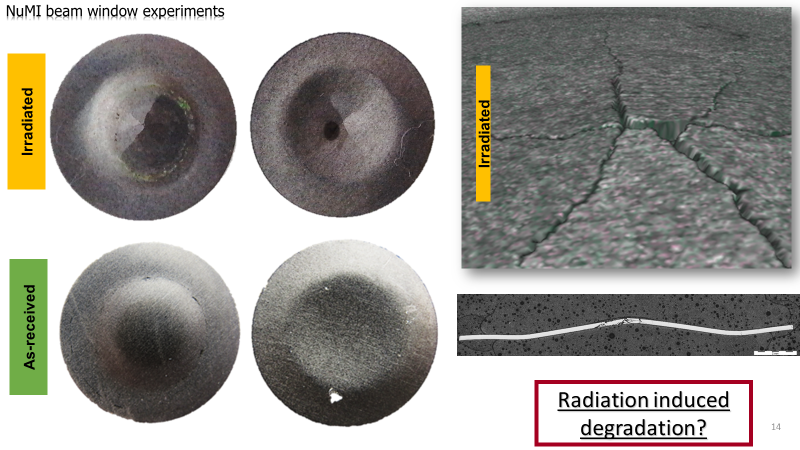 NuMI beam window experiments
Irradiated
Irradiated
As-received
Radiation induced
degradation?
14